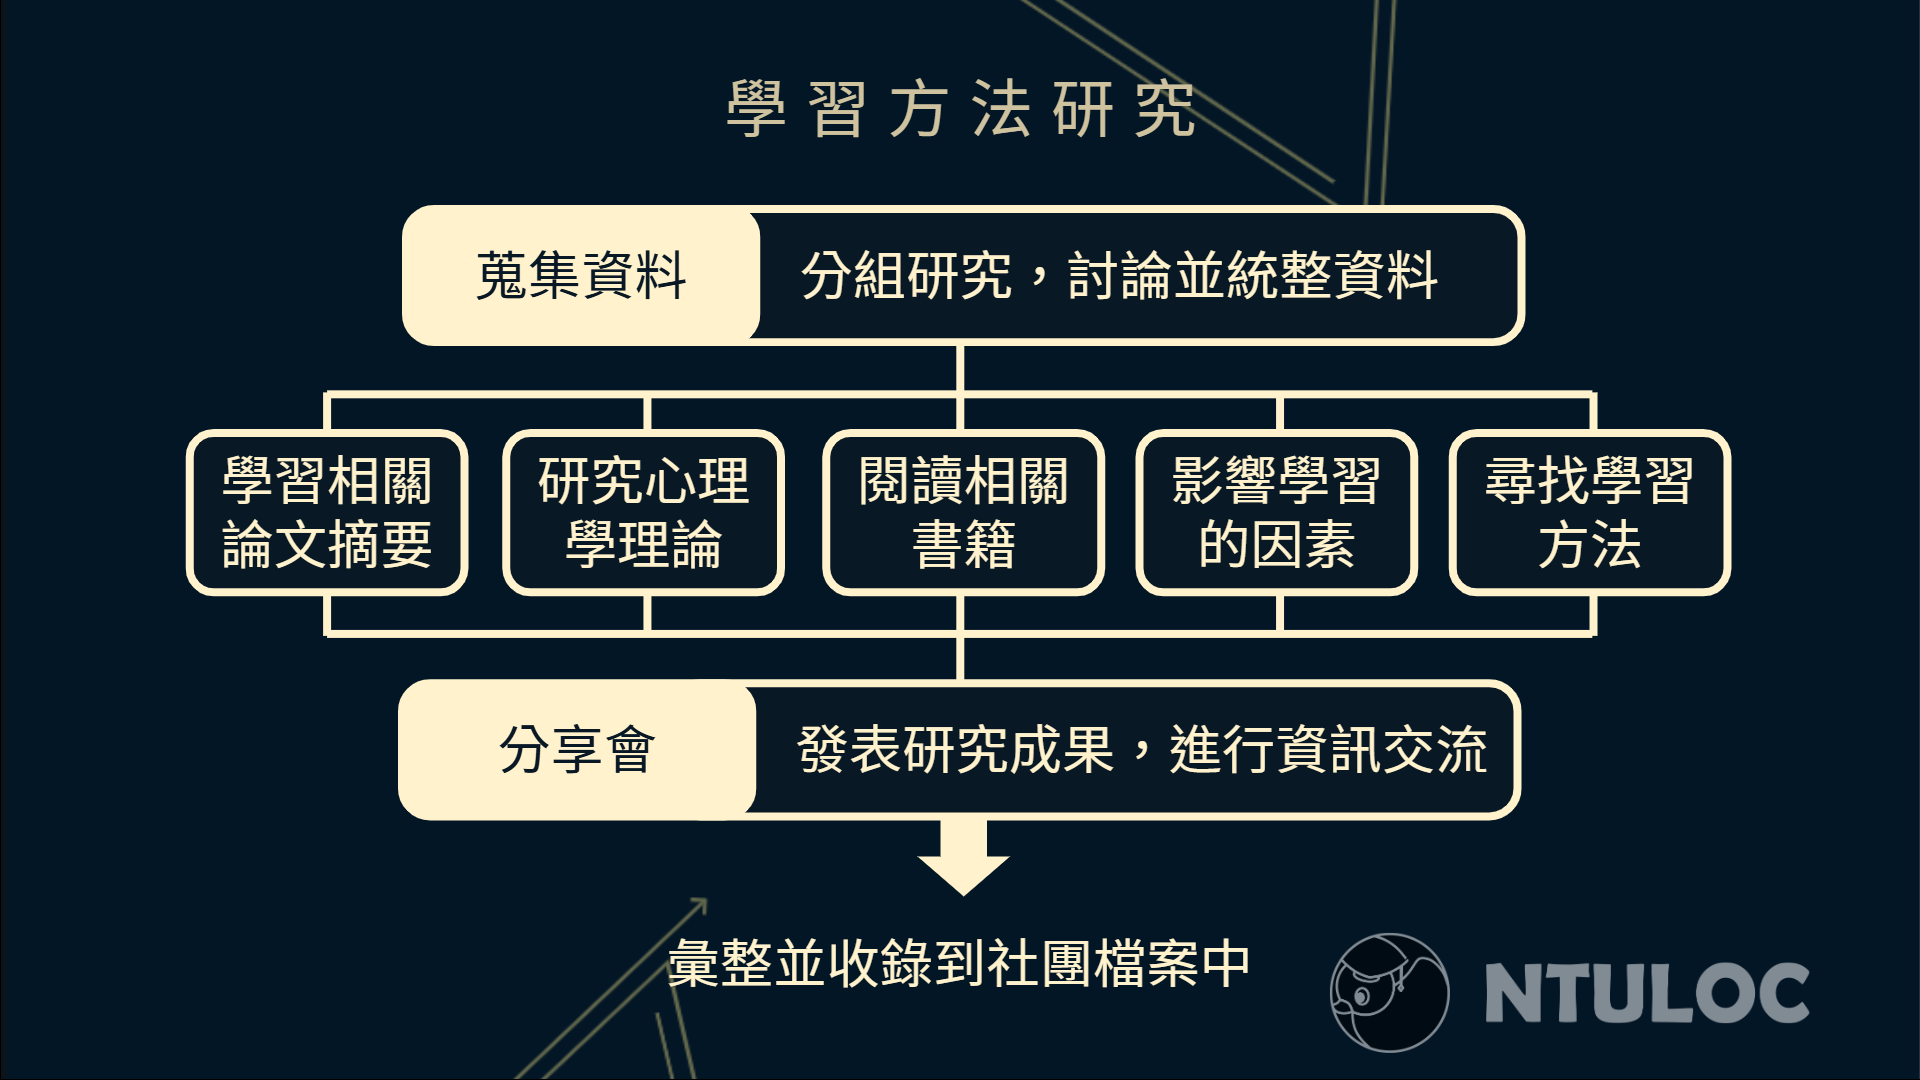 學習方法研究
蒐集資料
分組研究，討論並統整資料
學習相關
論文摘要
研究心理
學理論
閱讀相關
書籍
影響學習
的因素
尋找學習
方法
分享會
發表研究成果，進行資訊交流
彙整並收錄到社團檔案中
NTULOC